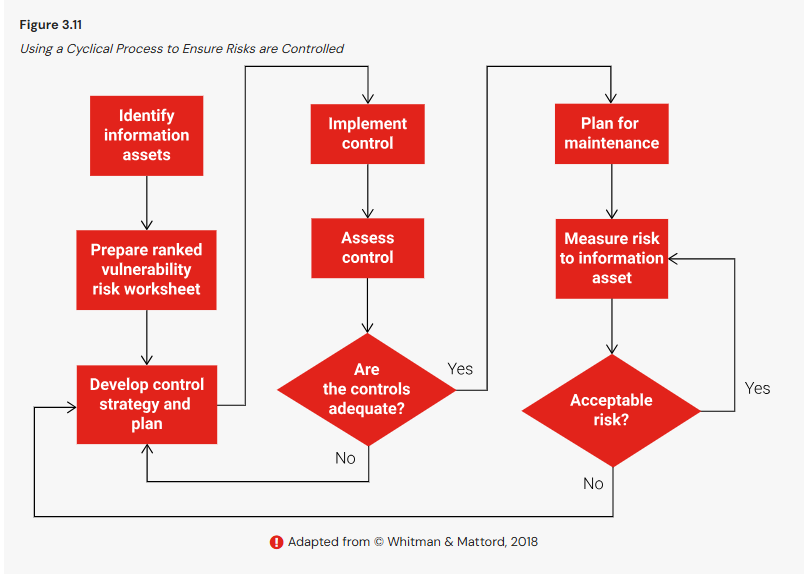 Figure 3.11
Using a Cyclical Process to Ensure Risks are Controlled
Identify
information
assets
Prepare ranked
vulnerability
risk worksheet
Develop control
strategy and
plan
Implement
control
Assess
control
Are
the controls
adequate?
Yes
No
Plan for
maintenance
Measure risk
to information
asset
Acceptable
risk?
Yes
No
Adapted from © Whitman & Mattord, 2018